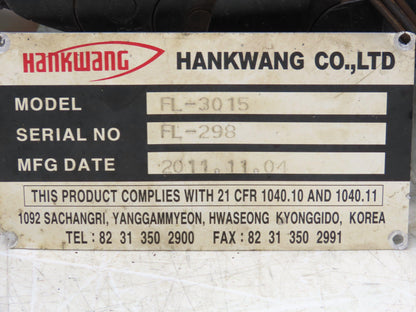 HANKWANG HANKWANG CO.,LTD
MODEL FL-3015
SERIAL NO FL-298
MFG DATE 2011.11.01
THIS PRODUCT COMPLIES WITH 21 CFR 1040.10 AND 1040.11
1092 SACHANGRI, YANGGAMMYEON, HWASEONG KYONGGIDO, KOREA
TEL : 82 31 350 2900 FAX : 82 31 350 2991